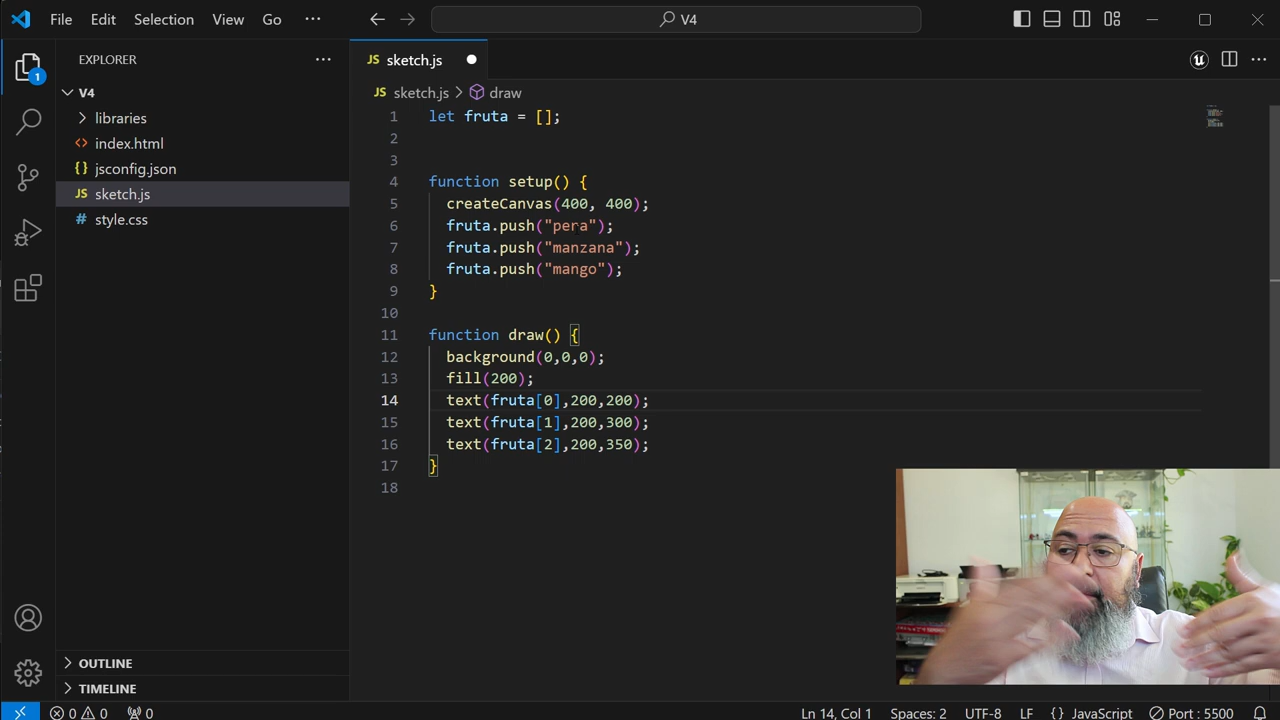 File Edit Selection View Go ··· V4
EXPLORER ···
JS sketch.js
V4
JS sketch.js > draw
libraries
index.html
{} jsconfig.json
JS sketch.js
# style.css
1
1 let fruta = [];
2
3
4 function setup() {
5 createCanvas(400, 400);
6 fruta.push("pera");
7 fruta.push("manzana");
8 fruta.push("mango");
9 }
10
11 function draw() {
12 background(0,0,0);
13 fill(200);
14 text(fruta[0],200,200);
15 text(fruta[1],200,300);
16 text(fruta[2],200,350);
17 }
18
OUTLINE
TIMELINE
0 0 0 Ln 14, Col 1 Spaces: 2 UTF-8 LF {} JavaScript Port : 5500